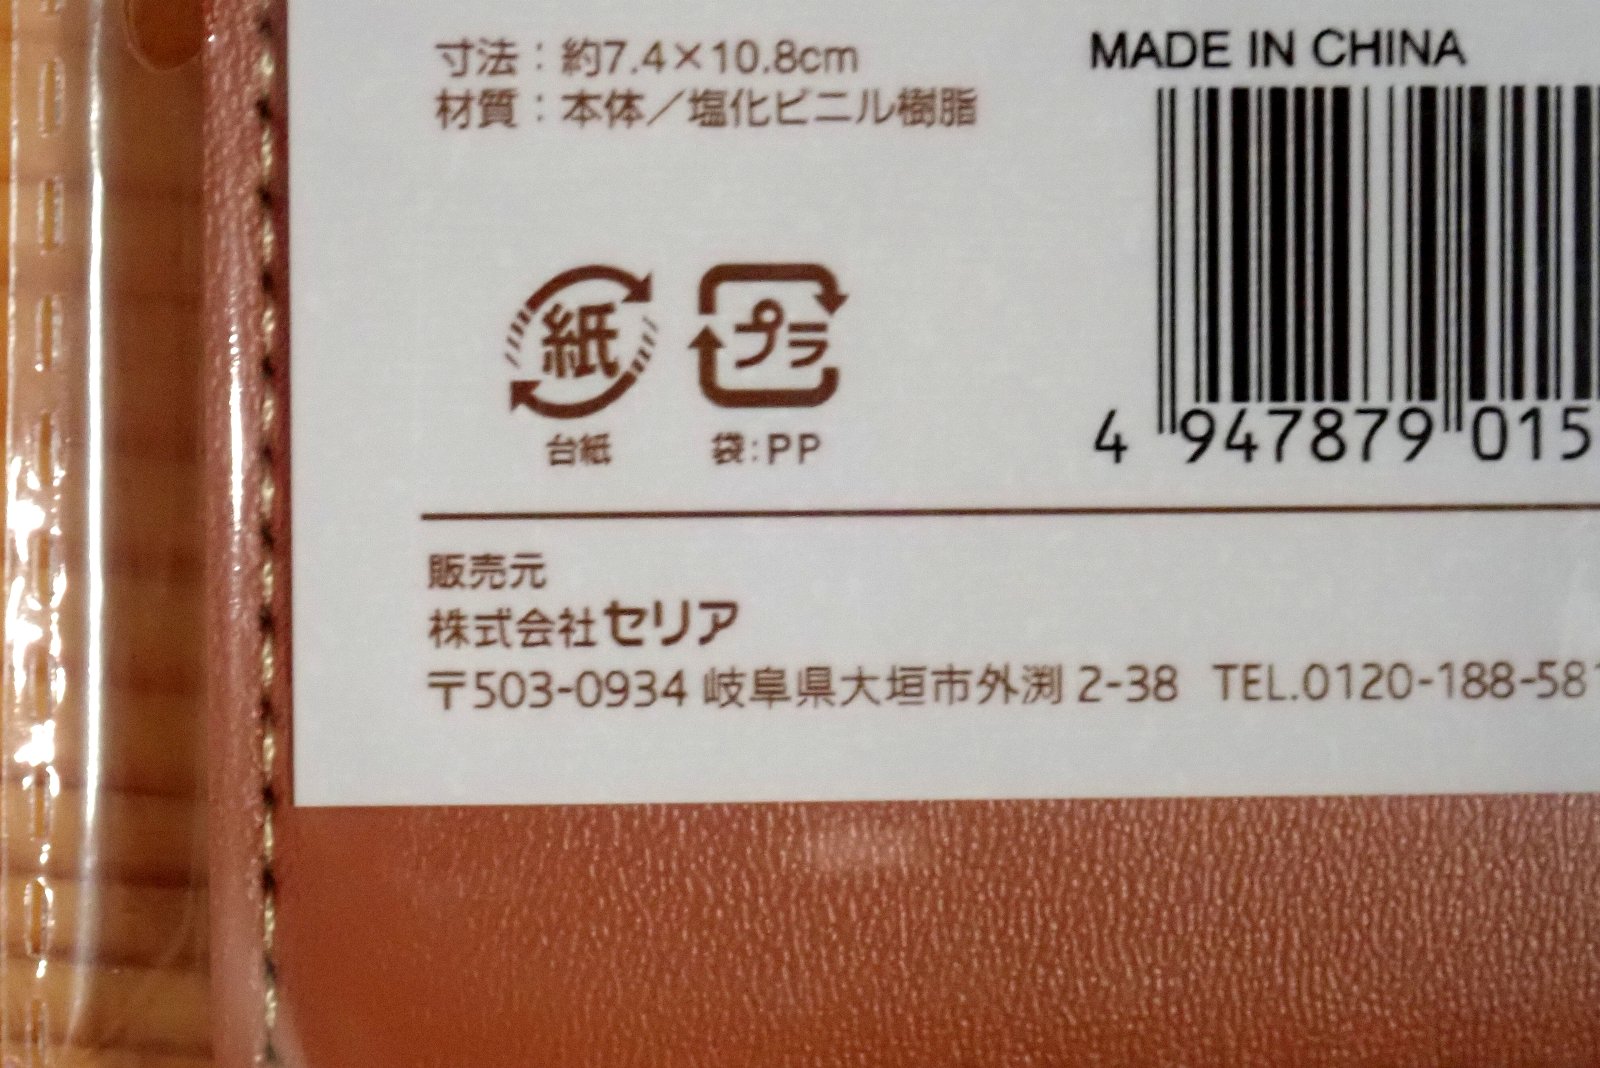 寸法：約7.4×10.8cm
材質：本体／塩化ビニル樹脂
MADE IN CHINA
紙
プラ
台紙
袋：PP
4 947879 015
販売元
株式会社セリア
〒503-0934 岐阜県大垣市外渕 2-38 TEL.0120-188-581